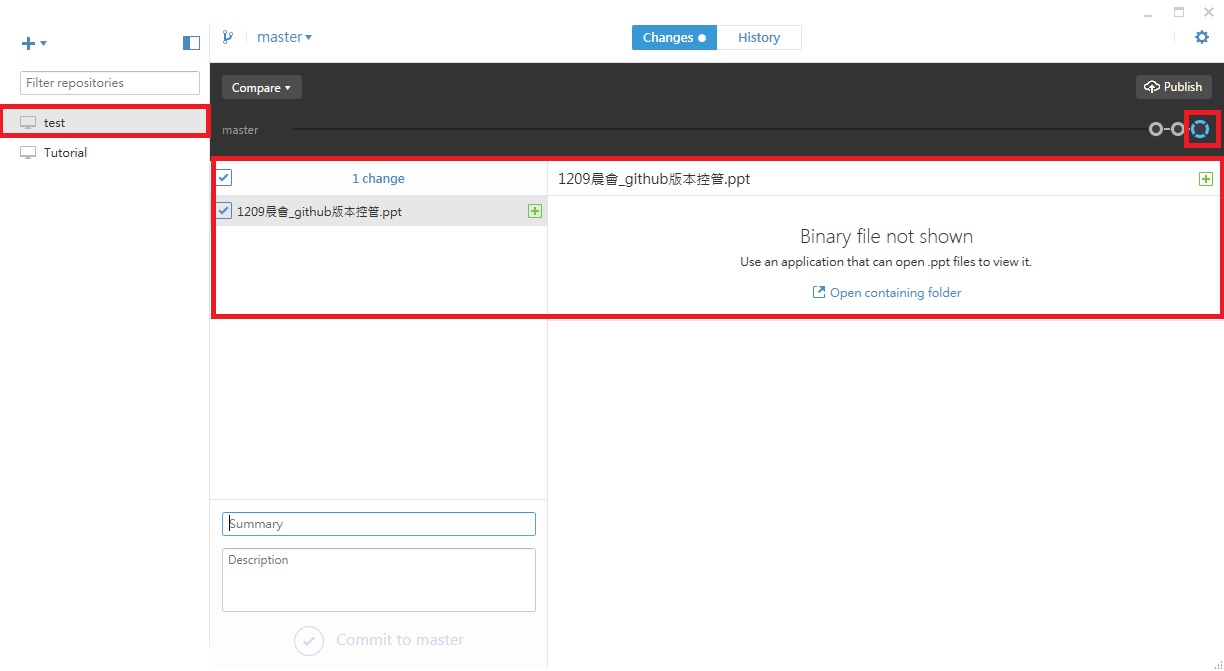 master
Changes
History
Filter repositories
Compare
Publish
test
master
Tutorial
1 change
1209晨會_github版本控管.ppt
1209晨會_github版本控管.ppt
Binary file not shown
Use an application that can open .ppt files to view it.
Open containing folder
Summary
Description
Commit to master